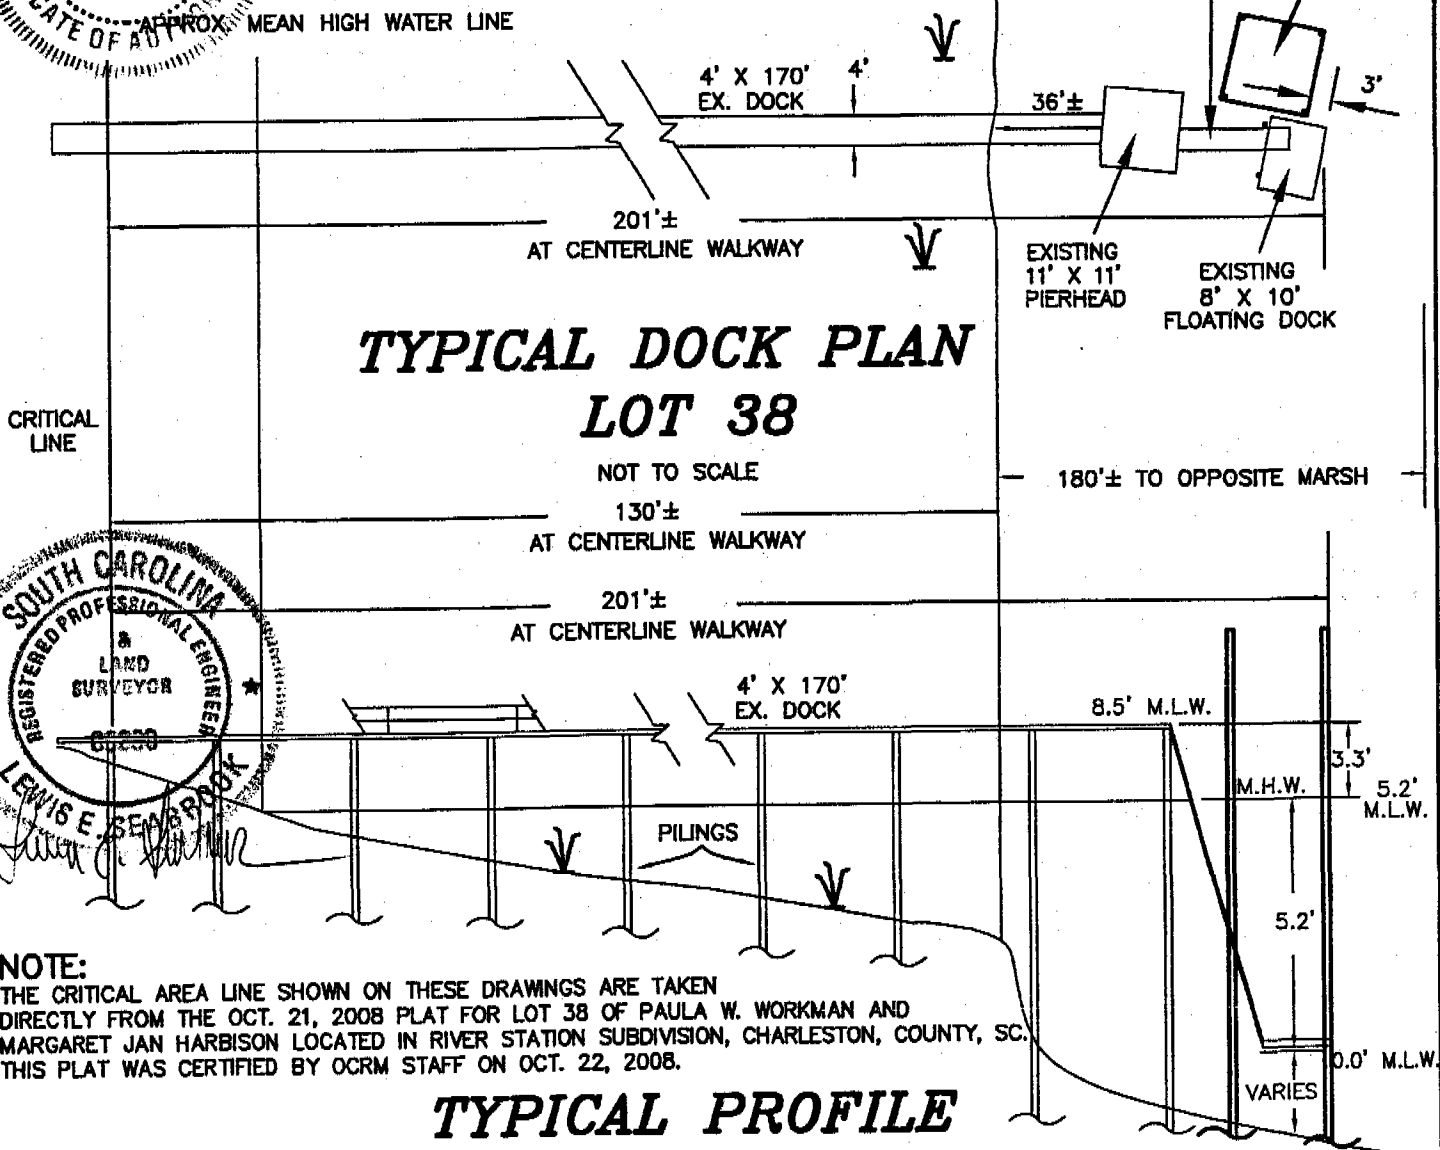 CATE OF AUTHOR
APPROX. MEAN HIGH WATER LINE
4' X 170'
EX. DOCK
4'
36'±
3'
201'±
AT CENTERLINE WALKWAY
EXISTING
11' X 11'
PIERHEAD
EXISTING
8' X 10'
FLOATING DOCK
TYPICAL DOCK PLAN
LOT 38
NOT TO SCALE
CRITICAL
LINE
180'± TO OPPOSITE MARSH
130'±
AT CENTERLINE WALKWAY
201'±
AT CENTERLINE WALKWAY
SOUTH CAROLINA
REGISTERED PROFESSIONAL ENGINEER
&
LAND
SURVEYOR
LEWIS E. SEABROOK
4' X 170'
EX. DOCK
8.5' M.L.W.
3.3'
M.H.W.
5.2'
M.L.W.
PILINGS
5.2'
0.0' M.L.W.
VARIES
NOTE:
THE CRITICAL AREA LINE SHOWN ON THESE DRAWINGS ARE TAKEN
DIRECTLY FROM THE OCT. 21, 2008 PLAT FOR LOT 38 OF PAULA W. WORKMAN AND
MARGARET JAN HARBISON LOCATED IN RIVER STATION SUBDIVISION, CHARLESTON, COUNTY, SC.
THIS PLAT WAS CERTIFIED BY OCRM STAFF ON OCT. 22, 2008.
TYPICAL PROFILE